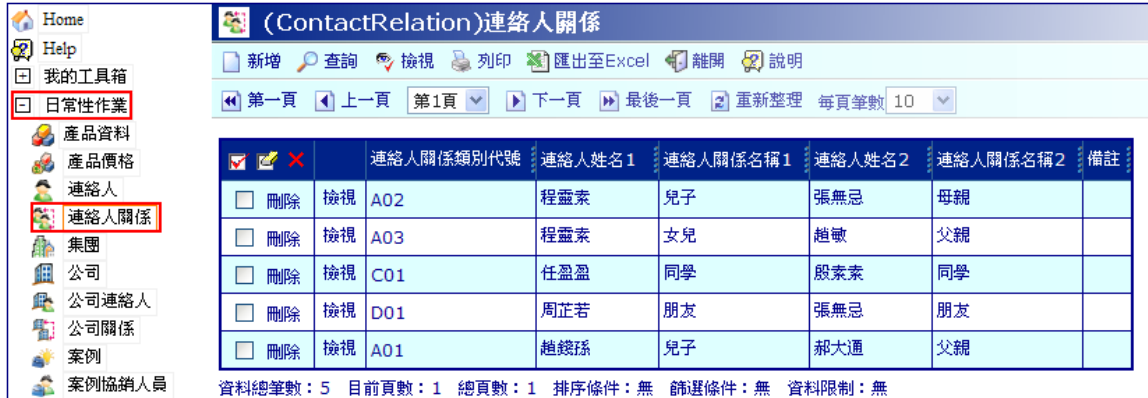 Home
Help
我的工具箱
日常性作業
產品資料
產品價格
連絡人
連絡人關係
集團
公司
公司連絡人
公司關係
案例
案例協銷人員
(ContactRelation)連絡人關係
新增 查詢 檢視 列印 匯出至Excel 離開 說明
第一頁 上一頁 第1頁 下一頁 最後一頁 重新整理 每頁筆數 10
連絡人關係類別代號 連絡人姓名1 連絡人關係名稱1 連絡人姓名2 連絡人關係名稱2 備註
刪除 檢視 A02 程靈素 兒子 張無忌 母親
刪除 檢視 A03 程靈素 女兒 趙敏 父親
刪除 檢視 C01 任盈盈 同學 殷素素 同學
刪除 檢視 D01 周芷若 朋友 張無忌 朋友
刪除 檢視 A01 趙錢孫 兒子 郝大通 父親
資料總筆數：5 目前頁數：1 總頁數：1 排序條件：無 篩選條件：無 資料限制：無